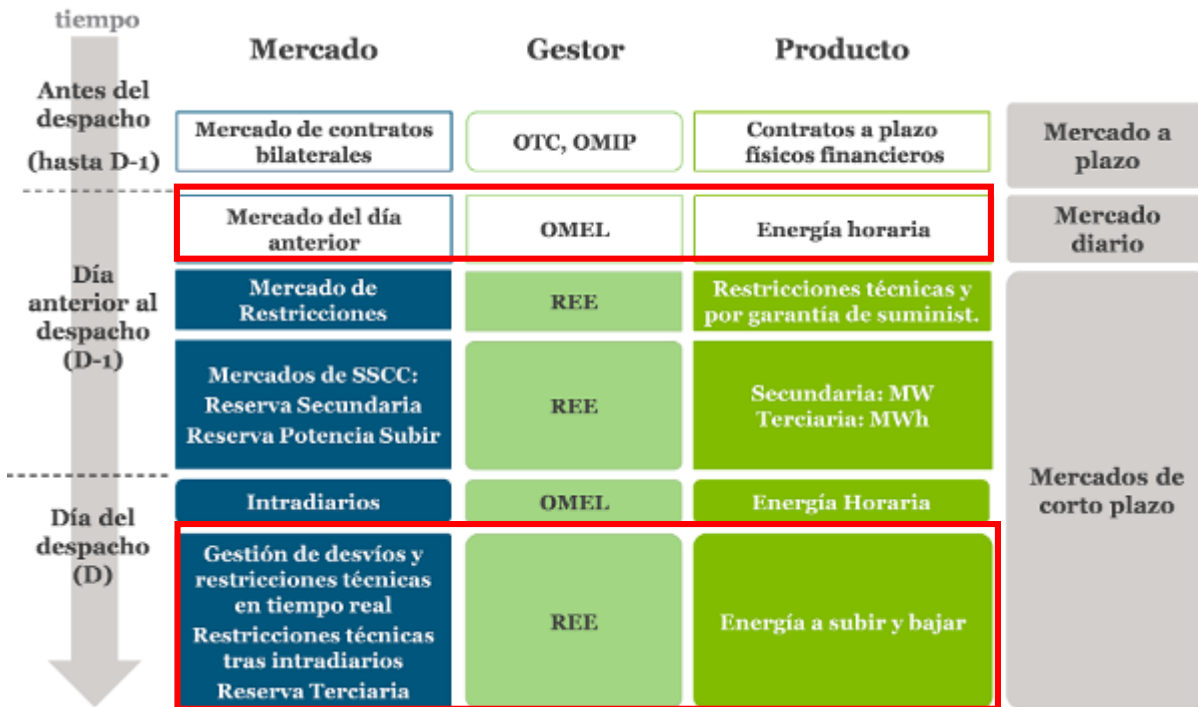 tiempo
Mercado
Gestor
Producto
Antes del
despacho
(hasta D-1)
Mercado de contratos
bilaterales
OTC, OMIP
Contratos a plazo
físicos financieros
Mercado a
plazo
Mercado del día
anterior
OMEL
Energía horaria
Mercado
diario
Día
anterior al
despacho
(D-1)
Mercado de
Restricciones
REE
Restricciones técnicas y
por garantía de suminist.
Mercados de SSCC:
Reserva Secundaria
Reserva Potencia Subir
REE
Secundaria: MW
Terciaria: MWh
Mercados de
corto plazo
Día del
despacho
(D)
Intradiarios
OMEL
Energía Horaria
Gestión de desvíos y
restricciones técnicas
en tiempo real
Restricciones técnicas
tras intradiarios
Reserva Terciaria
REE
Energía a subir y bajar